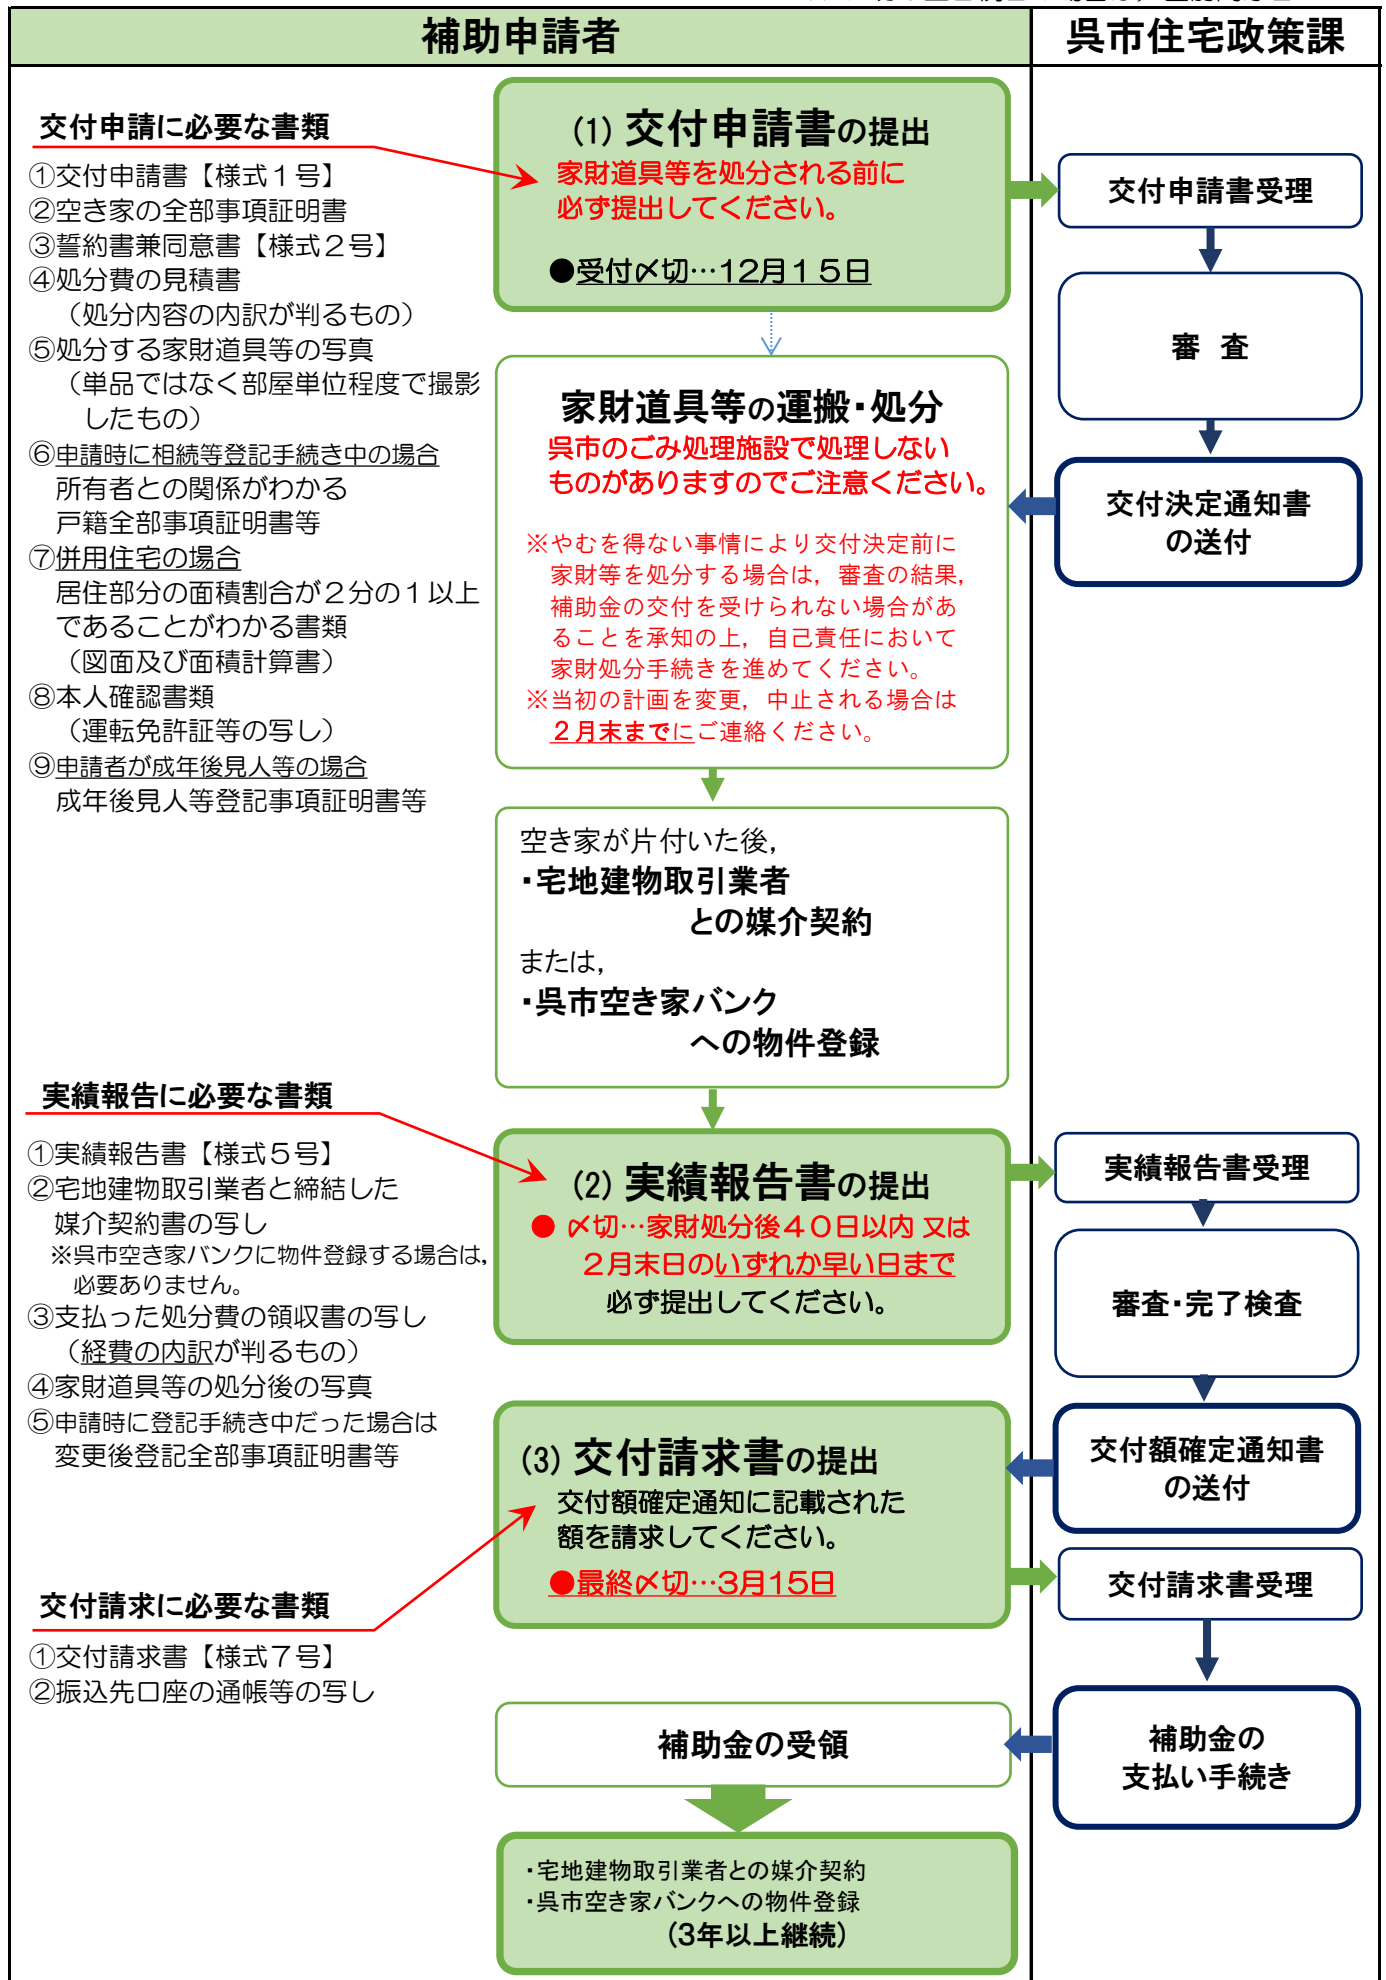 補助申請者
呉市住宅政策課
交付申請に必要な書類
①交付申請書【様式１号】
②空き家の全部事項証明書
③誓約書兼同意書【様式２号】
④処分費の見積書
（処分内容の内訳が判るもの）
⑤処分する家財道具等の写真
（単品ではなく部屋単位程度で撮影
したもの）
⑥申請時に相続等登記手続き中の場合
所有者との関係がわかる
戸籍全部事項証明書等
⑦併用住宅の場合
居住部分の面積割合が２分の１以上
であることがわかる書類
（図面及び面積計算書）
⑧本人確認書類
（運転免許証等の写し）
⑨申請者が成年後見人等の場合
成年後見人等登記事項証明書等
(1) 交付申請書の提出
家財道具等を処分される前に
必ず提出してください。
●受付〆切…12月１５日
交付申請書受理
審　査
交付決定通知書
の送付
家財道具等の運搬・処分
呉市のごみ処理施設で処理しない
ものがありますのでご注意ください。
※やむを得ない事情により交付決定前に
家財等を処分する場合は，審査の結果，
補助金の交付を受けられない場合があ
ることを承知の上，自己責任において
家財処分手続きを進めてください。
※当初の計画を変更，中止される場合は
２月末までにご連絡ください。
空き家が片付いた後，
・宅地建物取引業者
との媒介契約
または，
・呉市空き家バンク
への物件登録
実績報告に必要な書類
①実績報告書【様式５号】
②宅地建物取引業者と締結した
媒介契約書の写し
※呉市空き家バンクに物件登録する場合は，
必要ありません。
③支払った処分費の領収書の写し
（経費の内訳が判るもの）
④家財道具等の処分後の写真
⑤申請時に登記手続き中だった場合は
変更後登記全部事項証明書等
(2) 実績報告書の提出
● 〆切…家財処分後４０日以内 又は
２月末日のいずれか早い日まで
必ず提出してください。
実績報告書受理
審査・完了検査
交付額確定通知書
の送付
(3) 交付請求書の提出
交付額確定通知に記載された
額を請求してください。
●最終〆切…3月15日
交付請求書受理
交付請求に必要な書類
①交付請求書【様式７号】
②振込先口座の通帳等の写し
補助金の受領
補助金の
支払い手続き
・宅地建物取引業者との媒介契約
・呉市空き家バンクへの物件登録
（3年以上継続）